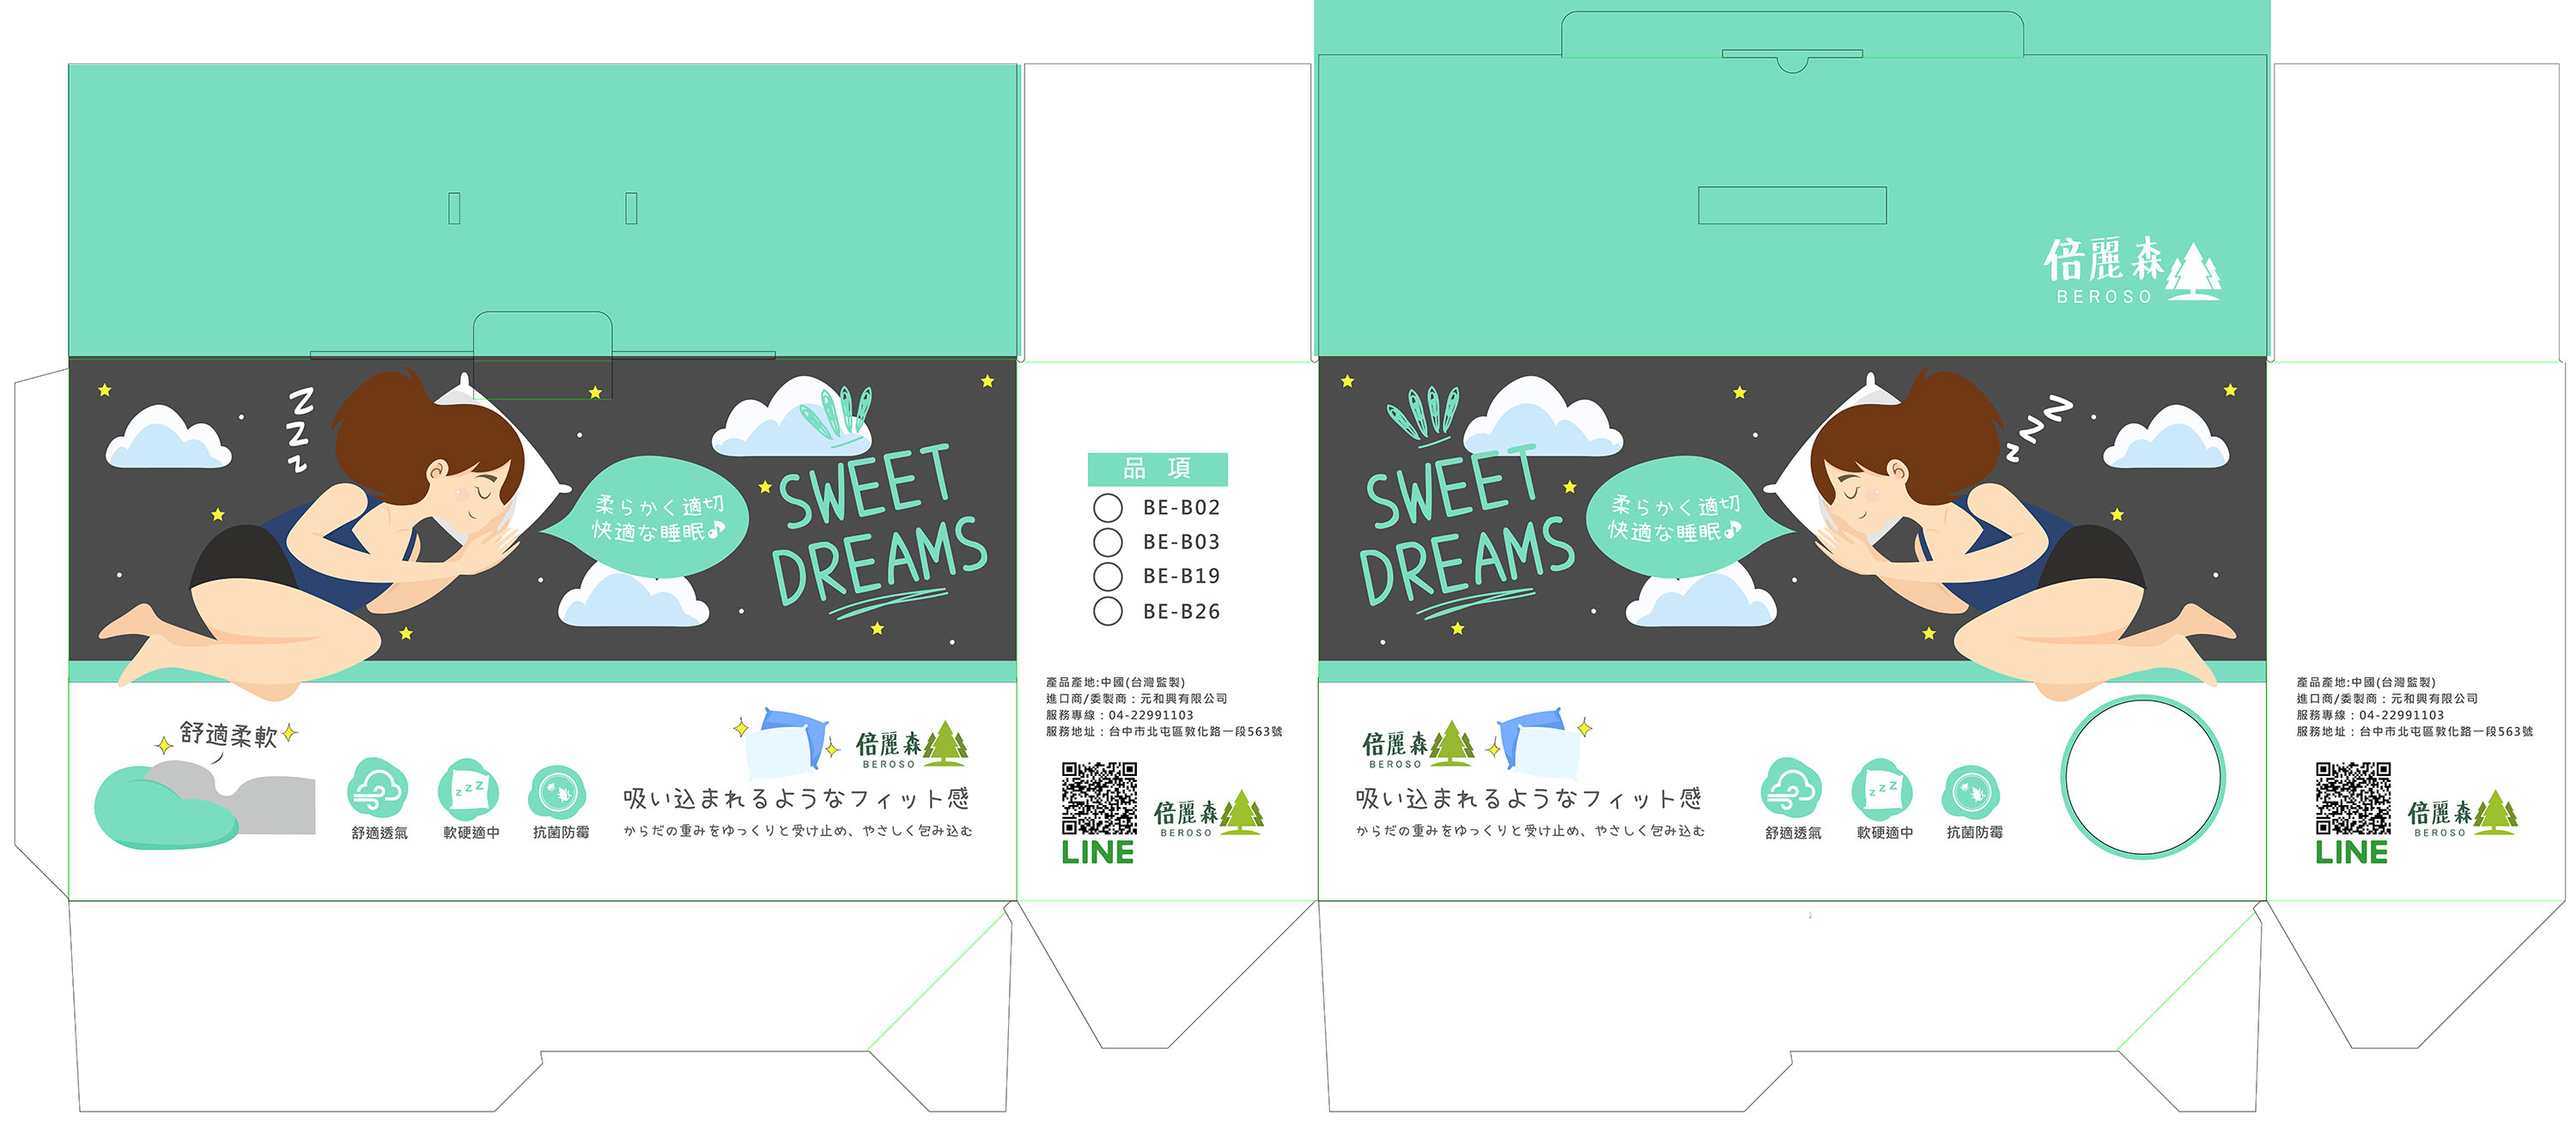 倍麗森
BEROSO
Z
Z
Z
柔らかく適切
快適な睡眠♪
SWEET
DREAMS
舒適柔軟
舒適透氣
z z Z
軟硬適中
抗菌防霉
倍麗森
BEROSO
吸い込まれるようなフィット感
からだの重みをゆっくりと受け止め、やさしく包み込む
品 項
BE-B02
BE-B03
BE-B19
BE-B26
產品產地:中國(台灣監製)
進口商/委製商：元和興有限公司
服務專線：04-22991103
服務地址：台中市北屯區敦化路一段563號
LINE
倍麗森
BEROSO
SWEET
DREAMS
柔らかく適切
快適な睡眠♪
Z
Z
Z
倍麗森
BEROSO
吸い込まれるようなフィット感
からだの重みをゆっくりと受け止め、やさしく包み込む
舒適透氣
z z Z
軟硬適中
抗菌防霉
產品產地:中國(台灣監製)
進口商/委製商：元和興有限公司
服務專線：04-22991103
服務地址：台中市北屯區敦化路一段563號
LINE
倍麗森
BEROSO